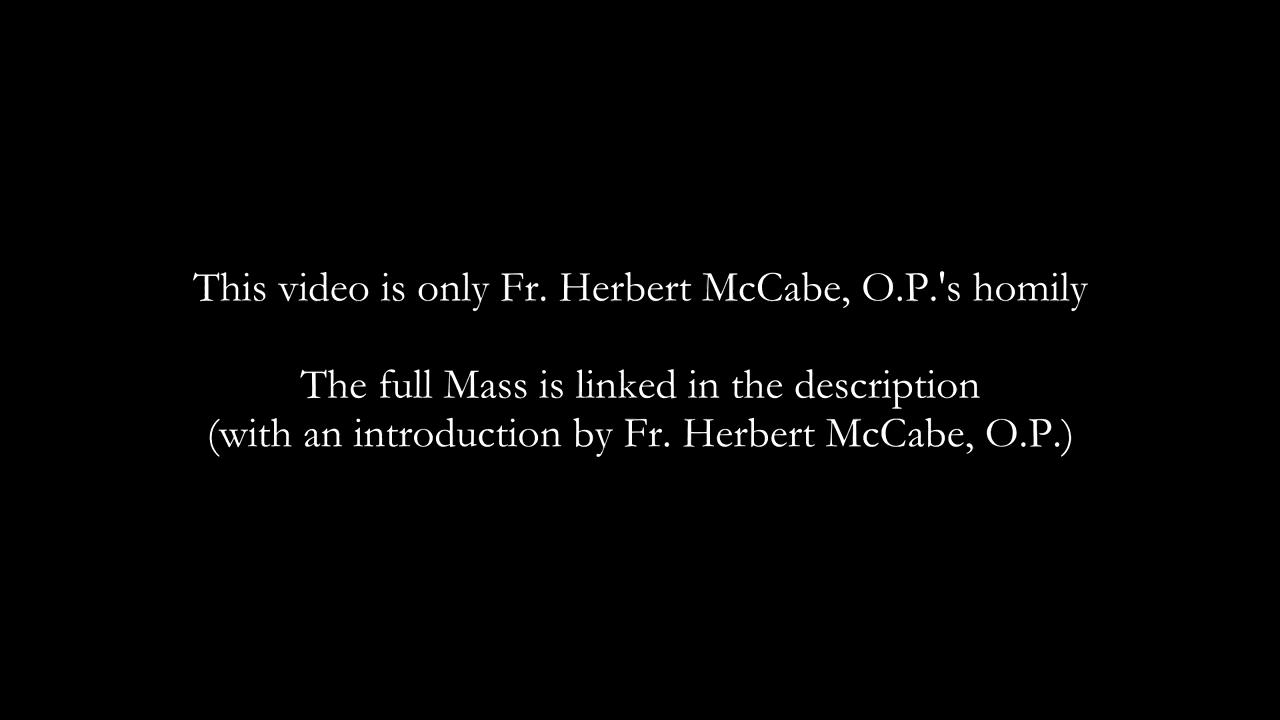 This video is only Fr. Herbert McCabe, O.P.'s homily
The full Mass is linked in the description
(with an introduction by Fr. Herbert McCabe, O.P.)